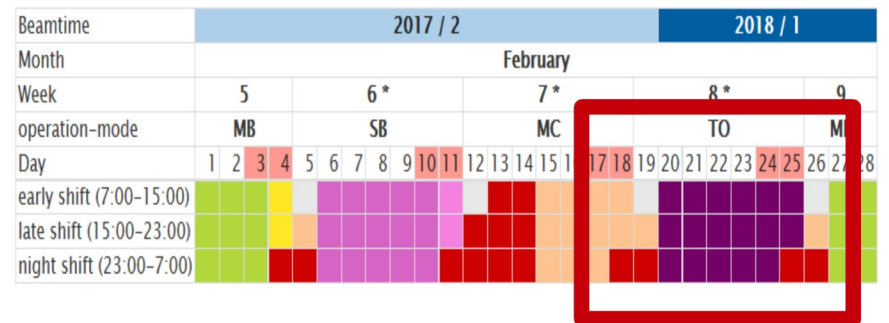 Beamtime 2017 / 2 2018 / 1
Month February
Week 5 6 * 7 * 8 * 9
operation-mode MB SB MC TO
Day 1 2 3 4 5 6 7 8 9 10 11 12 13 14 15 17 18 19 20 21 22 23 24 25 26 27 28
early shift (7:00-15:00)
late shift (15:00-23:00)
night shift (23:00-7:00)